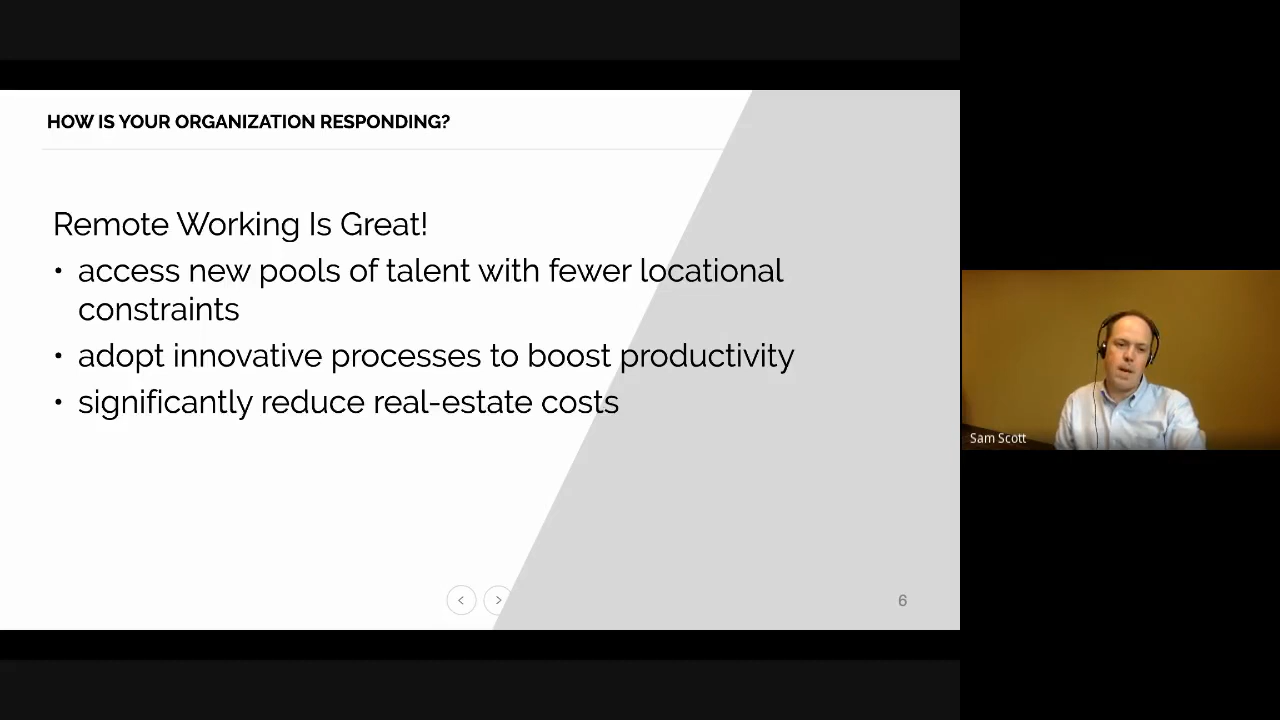 HOW IS YOUR ORGANIZATION RESPONDING?
Remote Working Is Great!
• access new pools of talent with fewer locational
constraints
• adopt innovative processes to boost productivity
• significantly reduce real-estate costs
6
Sam Scott